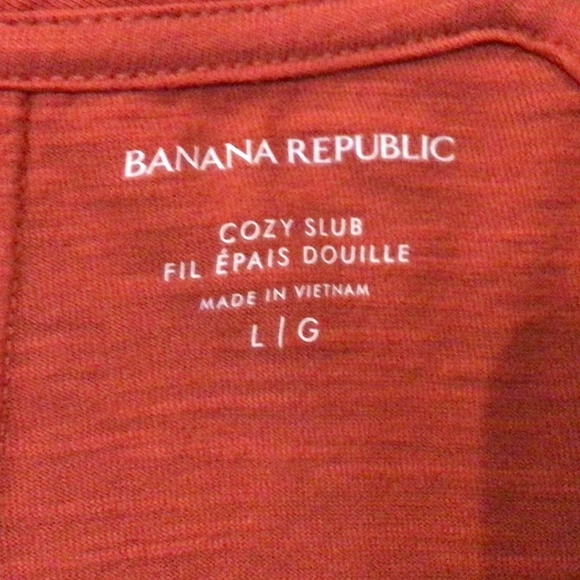 BANANA REPUBLIC
COZY SLUB
FIL ÉPAIS DOUILLE
MADE IN VIETNAM
L | G